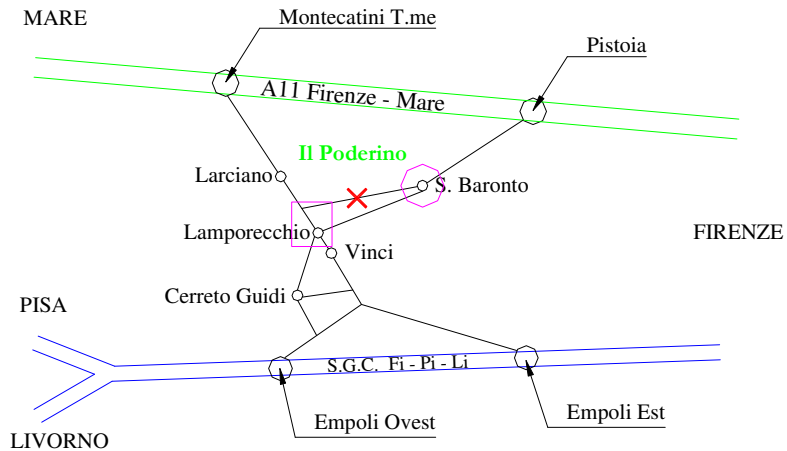 MARE
Montecatini T.me
Pistoia
A11 Firenze - Mare
Il Poderino
Larciano
S. Baronto
Lamporecchio
FIRENZE
Vinci
Cerreto Guidi
PISA
S.G.C. Fi - Pi - Li
Empoli Ovest
Empoli Est
LIVORNO